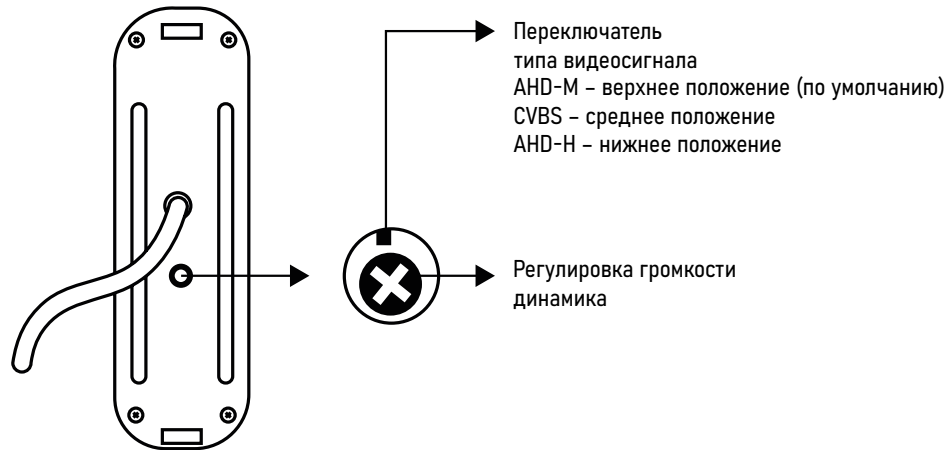 Переключатель
типа видеосигнала
AHD-M – верхнее положение (по умолчанию)
CVBS – среднее положение
AHD-H – нижнее положение
Регулировка громкости
динамика